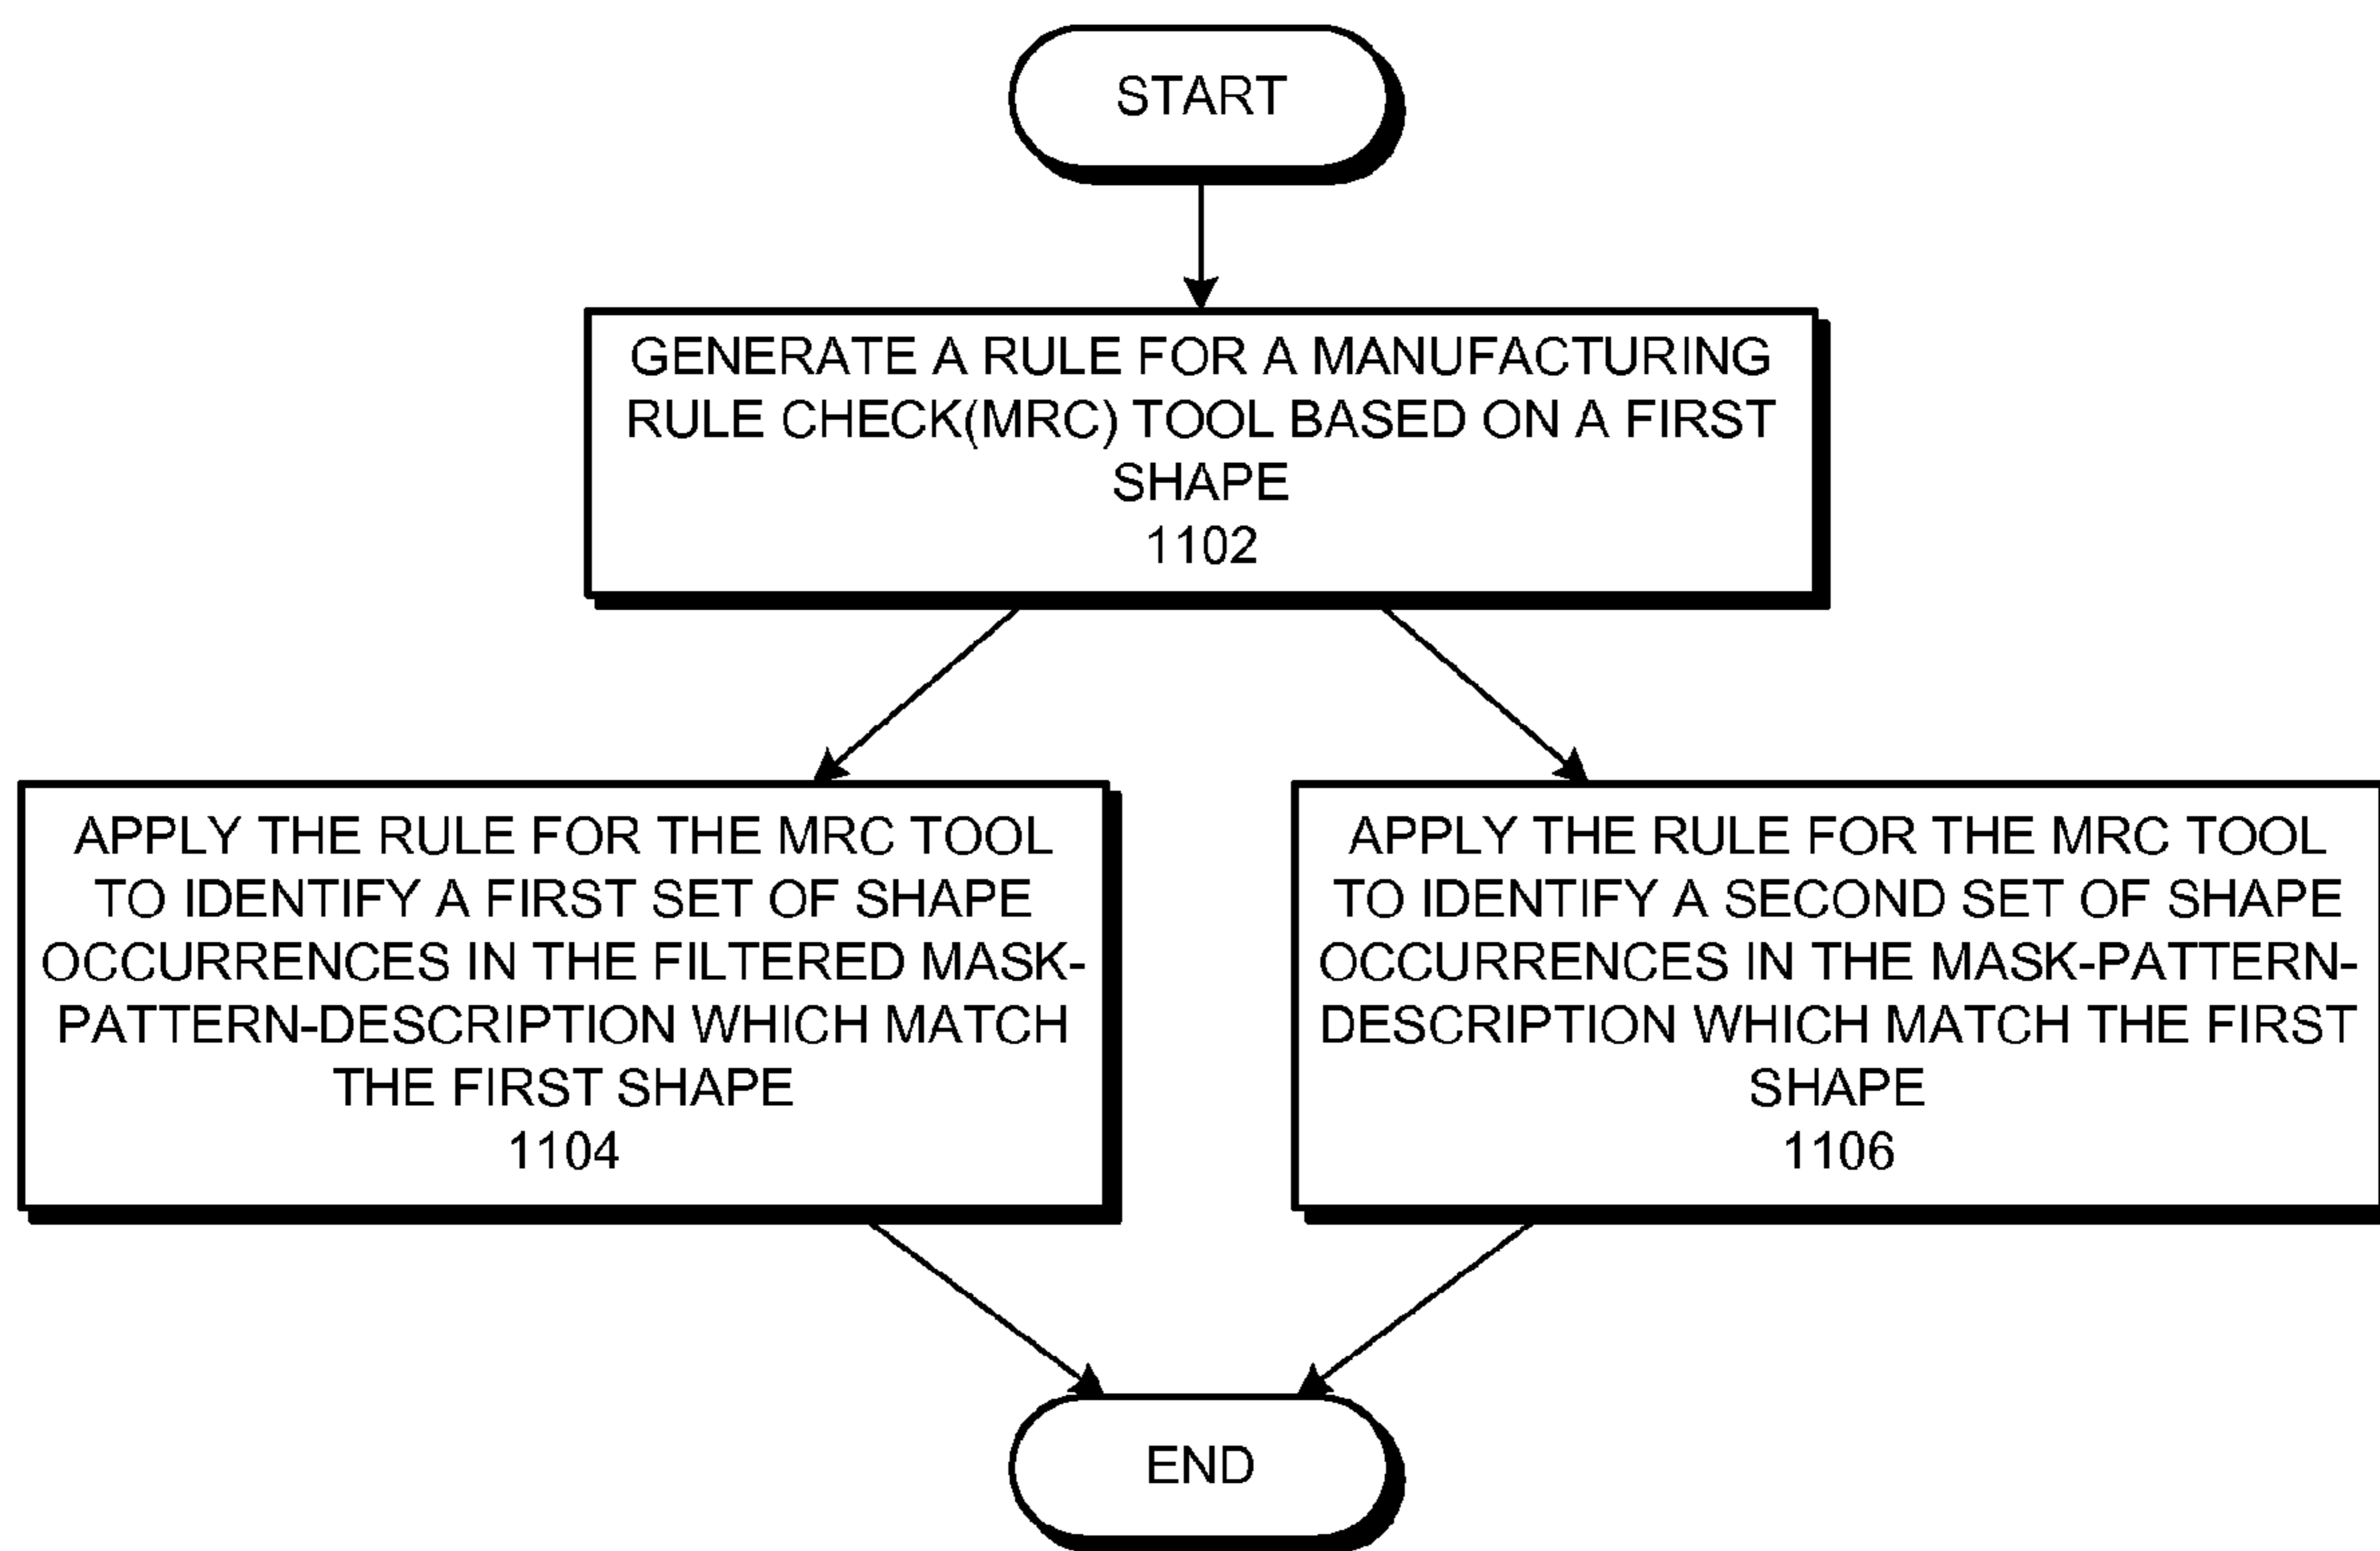 START
GENERATE A RULE FOR A MANUFACTURING
RULE CHECK(MRC) TOOL BASED ON A FIRST
SHAPE
1102
APPLY THE RULE FOR THE MRC TOOL
TO IDENTIFY A FIRST SET OF SHAPE
OCCURRENCES IN THE FILTERED MASK-
PATTERN-DESCRIPTION WHICH MATCH
THE FIRST SHAPE
1104
APPLY THE RULE FOR THE MRC TOOL
TO IDENTIFY A SECOND SET OF SHAPE
OCCURRENCES IN THE MASK-PATTERN-
DESCRIPTION WHICH MATCH THE FIRST
SHAPE
1106
END